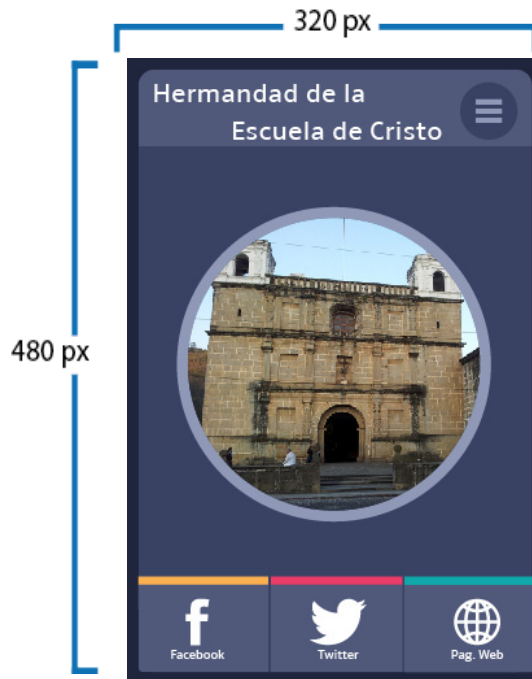 320 px
480 px
Hermandad de la
Escuela de Cristo
Facebook
Twitter
Pag. Web